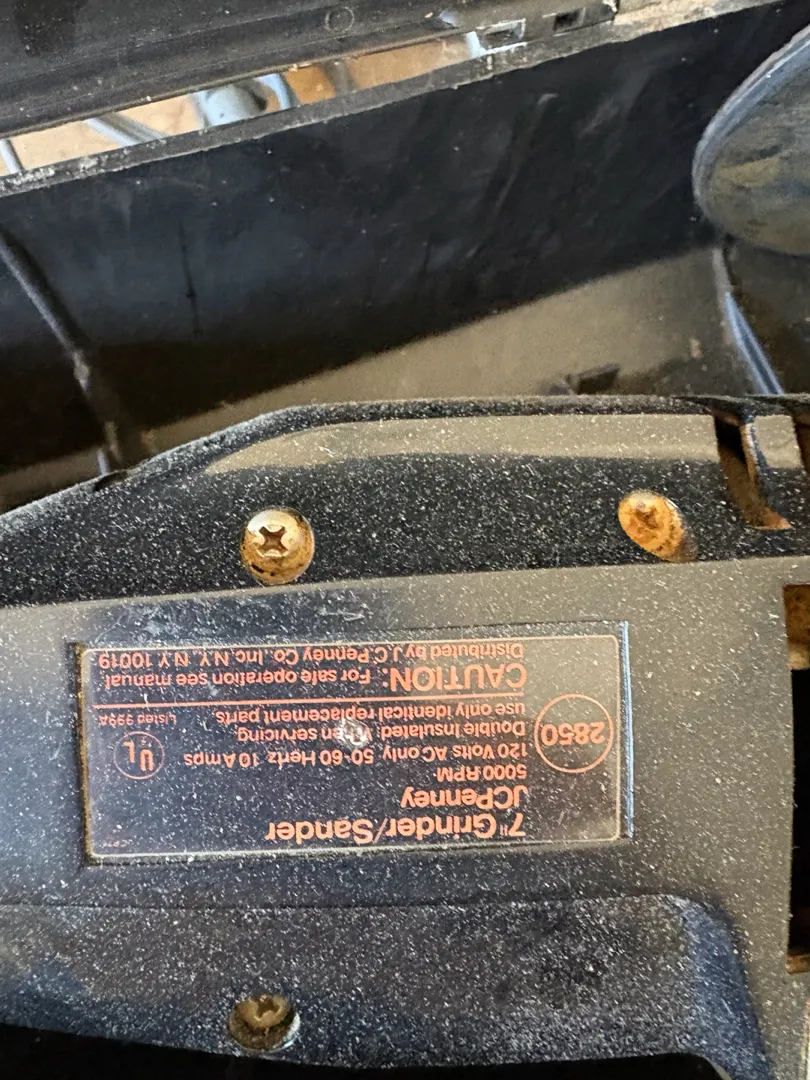 7" Grinder/Sander
JCPenney
5000 RPM
120 Volts AC only 50-60 Hertz 10 Amps
Double Insulated. When servicing,
use only identical replacement parts.
2850
UL
Listed 999A
CAUTION: For safe operation see manual
Distributed by J.C.Penney Co., Inc., N.Y., N.Y. 10019